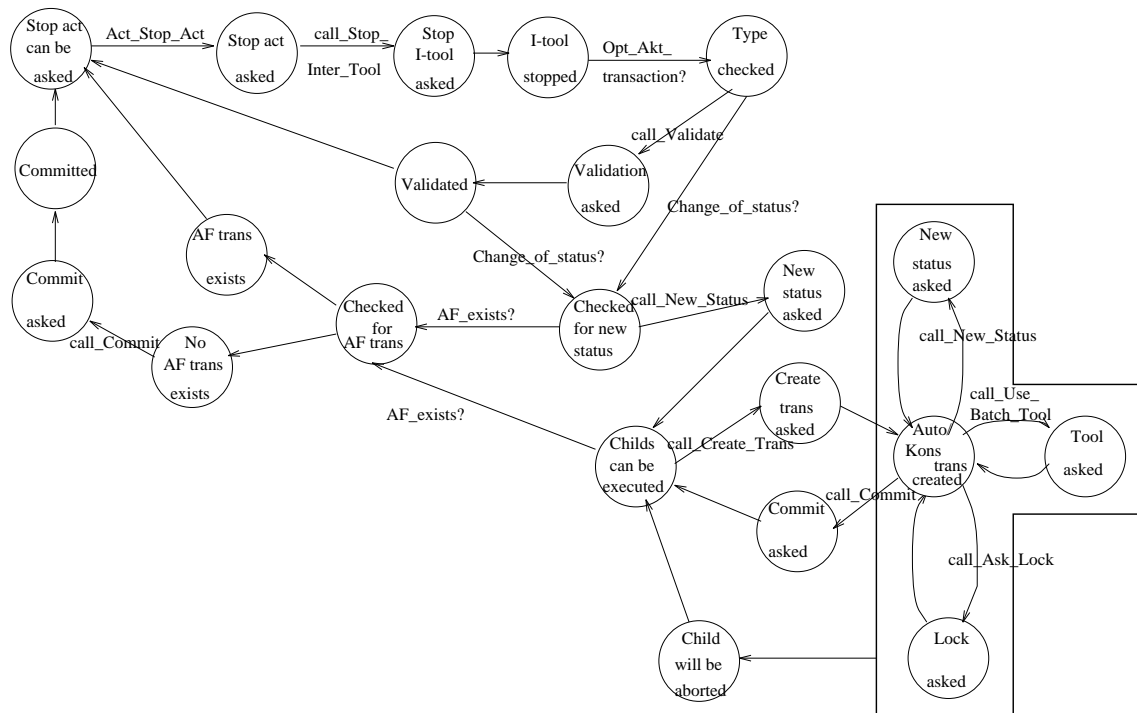 Stop act
can be
asked
Act_Stop_Act
Stop act
asked
call_Stop_
Inter_Tool
Stop
I-tool
asked
I-tool
stopped
Opt_Akt_
transaction?
Type
checked
call_Validate
Committed
Validated
Validation
asked
Change_of_status?
AF trans
exists
Change_of_status?
New
status
asked
New
status
asked
Commit
asked
call_Commit
No
AF trans
exists
Checked
for
AF trans
AF_exists?
Checked
for new
status
call_New_Status
call_New_Status
AF_exists?
Create
trans
asked
call_Use_
Batch_Tool
Childs
can be
executed
call_Create_Trans
Auto
Kons
trans
created
Tool
asked
call_Commit
Commit
asked
call_Ask_Lock
Child
will be
aborted
Lock
asked